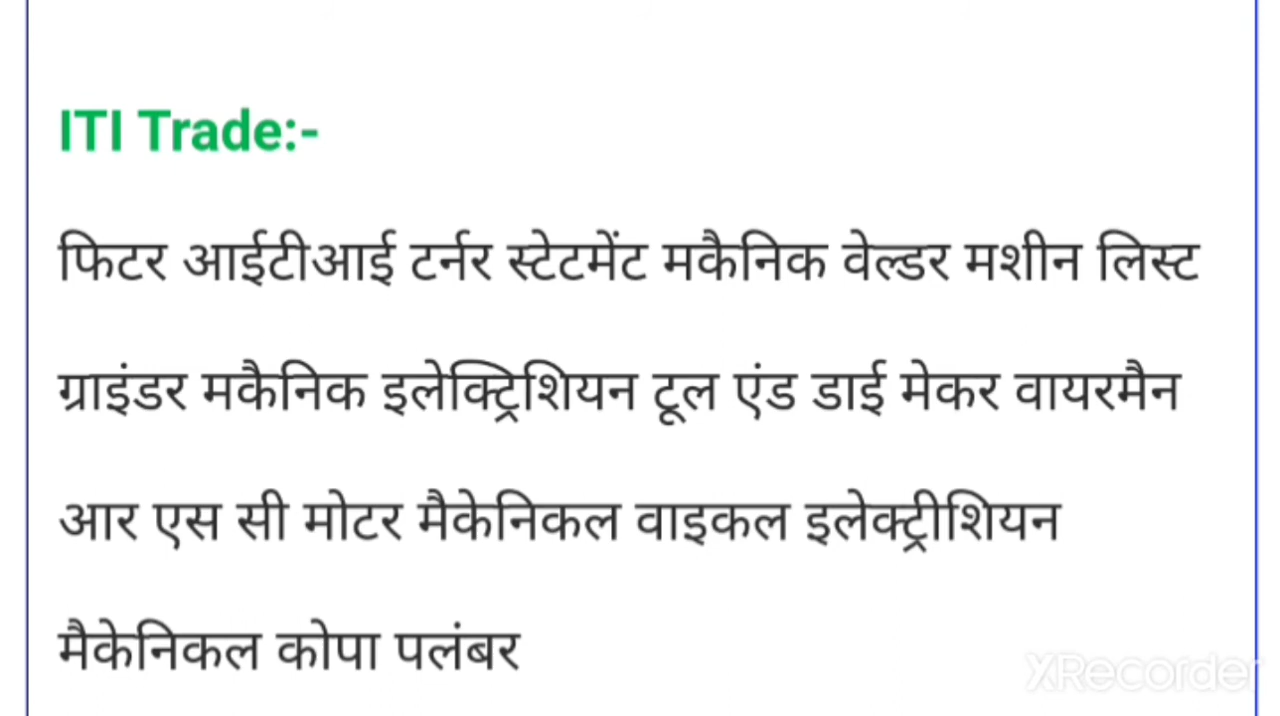 ITI Trade:-
फिटर आईटीआई टर्नर स्टेटमेंट मकैनिक वेल्डर मशीन लिस्ट
ग्राइंडर मकैनिक इलेक्ट्रिशियन टूल एंड डाई मेकर वायरमैन
आर एस सी मोटर मैकेनिकल वाइकल इलेक्ट्रीशियन
मैकेनिकल कोपा पलंबर
XRecorder